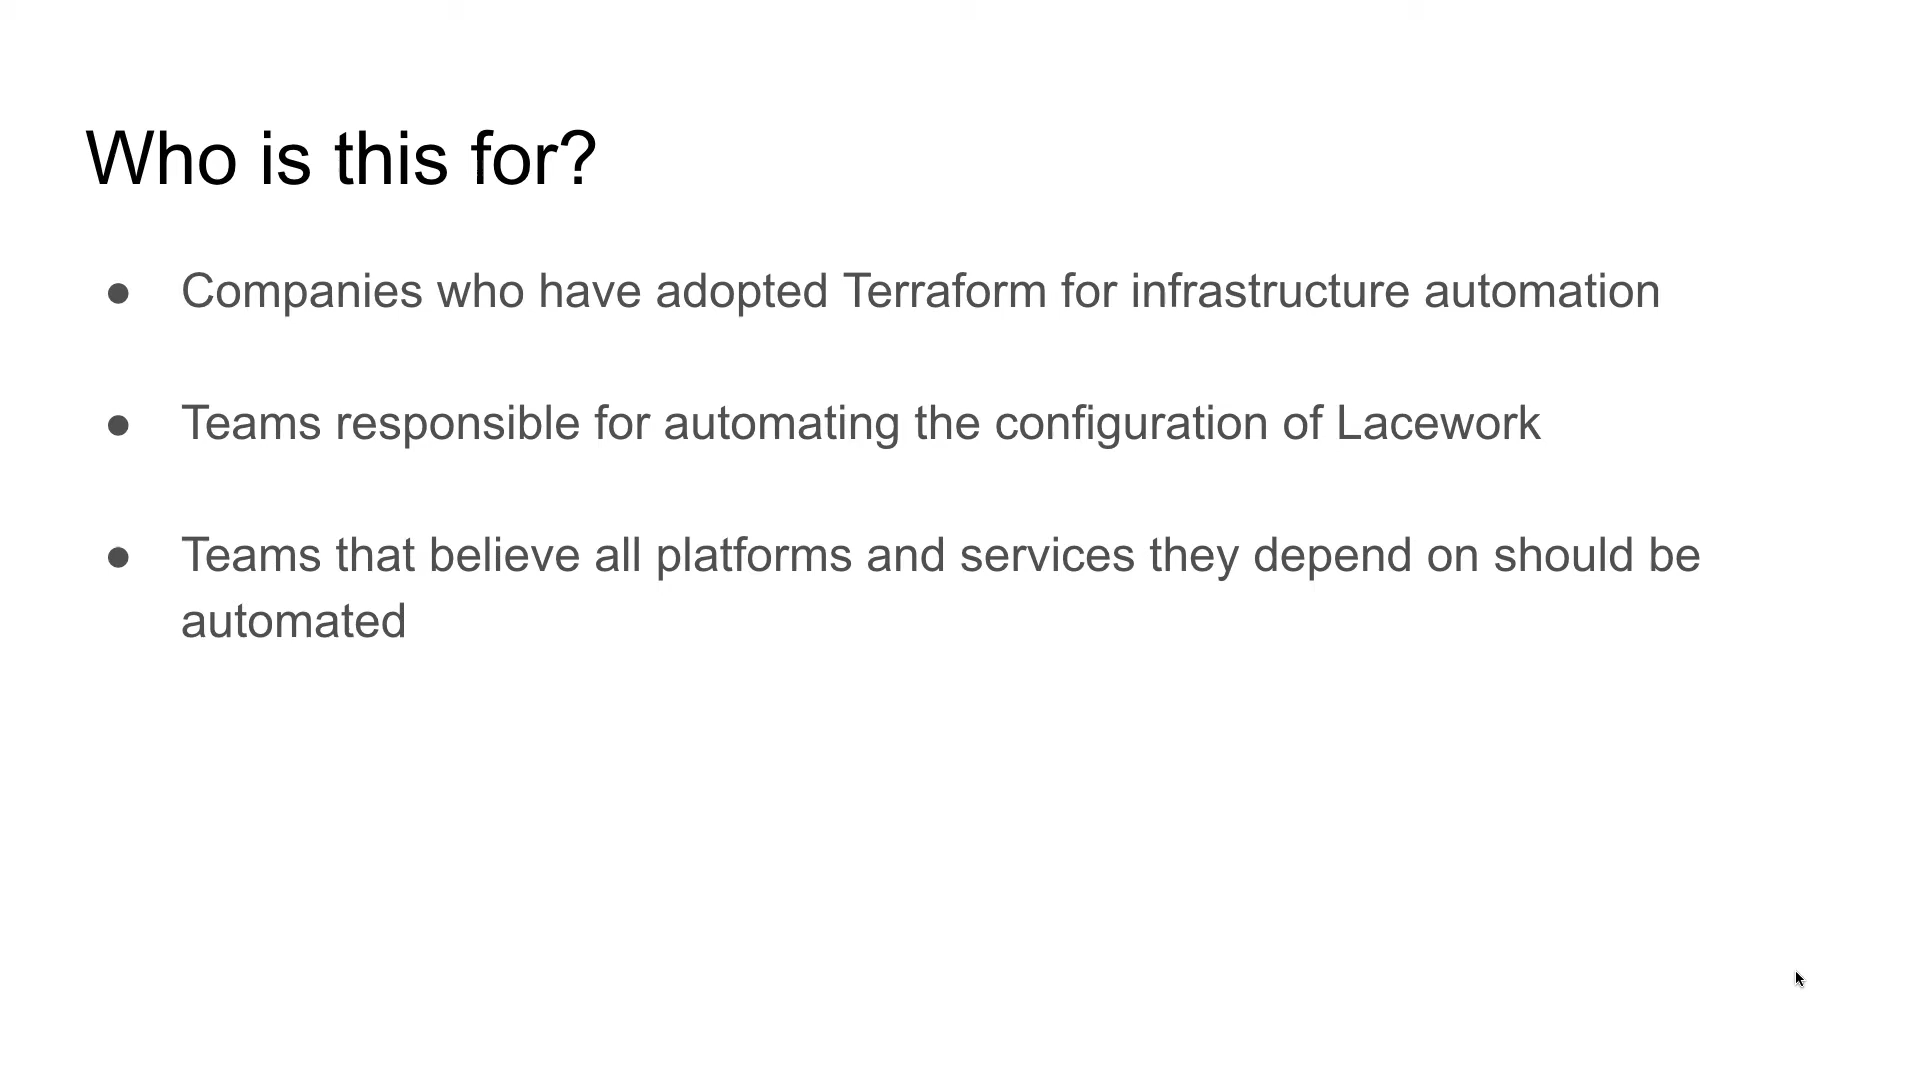 Who is this for?
● Companies who have adopted Terraform for infrastructure automation
● Teams responsible for automating the configuration of Lacework
● Teams that believe all platforms and services they depend on should be
automated